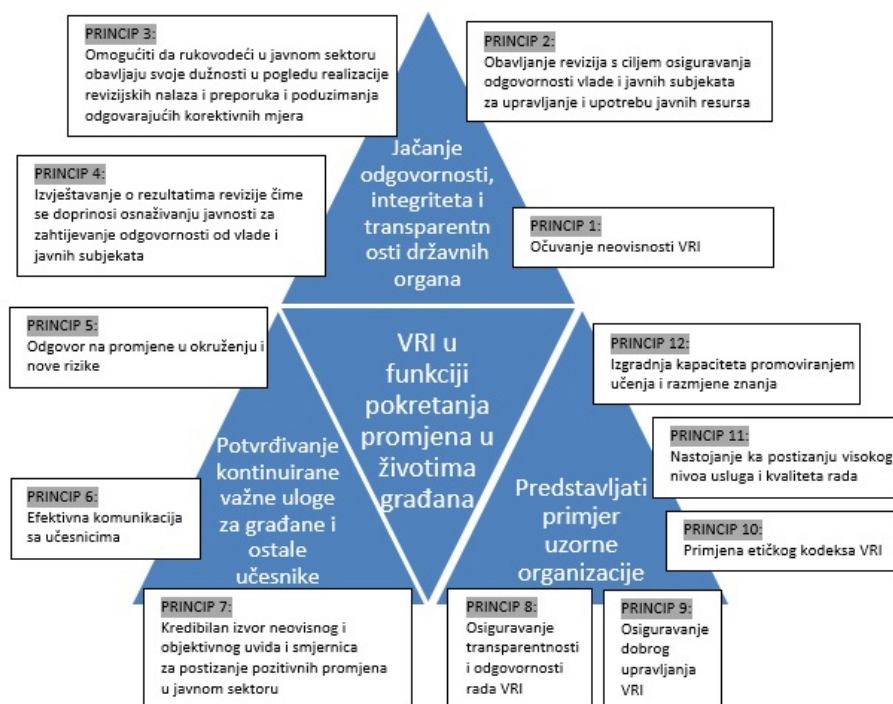 PRINCIP 3:
Omogućiti da rukovodeći u javnom sektoru
obavljaju svoje dužnosti u pogledu realizacije
revizijskih nalaza i preporuka i poduzimanja
odgovarajućih korektivnih mjera
PRINCIP 2:
Obavljanje revizija s ciljem osiguravanja
odgovornosti vlade i javnih subjekata
za upravljanje i upotrebu javnih resursa
Jačanje
odgovornosti,
integriteta i
transparentn
osti državnih
organa
PRINCIP 4:
Izvještavanje o rezultatima revizije čime
se doprinosi osnaživanju javnosti za
zahtijevanje odgovornosti od vlade i
javnih subjekata
PRINCIP 1:
Očuvanje neovisnosti VRI
PRINCIP 5:
Odgovor na promjene u okruženju i
nove rizike
VRI u
funkciji
pokretanja
promjena u
životima
građana
PRINCIP 12:
Izgradnja kapaciteta promoviranjem
učenja i razmjene znanja
PRINCIP 11:
Nastojanje ka postizanju visokog
nivoa usluga i kvaliteta rada
Potvrđivanje
kontinuirane
važne uloge
za građane i
ostale
učesnike
Predstavljati
primjer
uzorne
organizacije
PRINCIP 6:
Efektivna komunikacija
sa učesnicima
PRINCIP 10:
Primjena etičkog kodeksa VRI
PRINCIP 7:
Kredibilan izvor neovisnog i
objektivnog uvida i smjernica
za postizanje pozitivnih promjena
u javnom sektoru
PRINCIP 8:
Osiguravanje
transparentnosti
i odgovornosti
rada VRI
PRINCIP 9:
Osiguravanje
dobrog
upravljanja
VRI